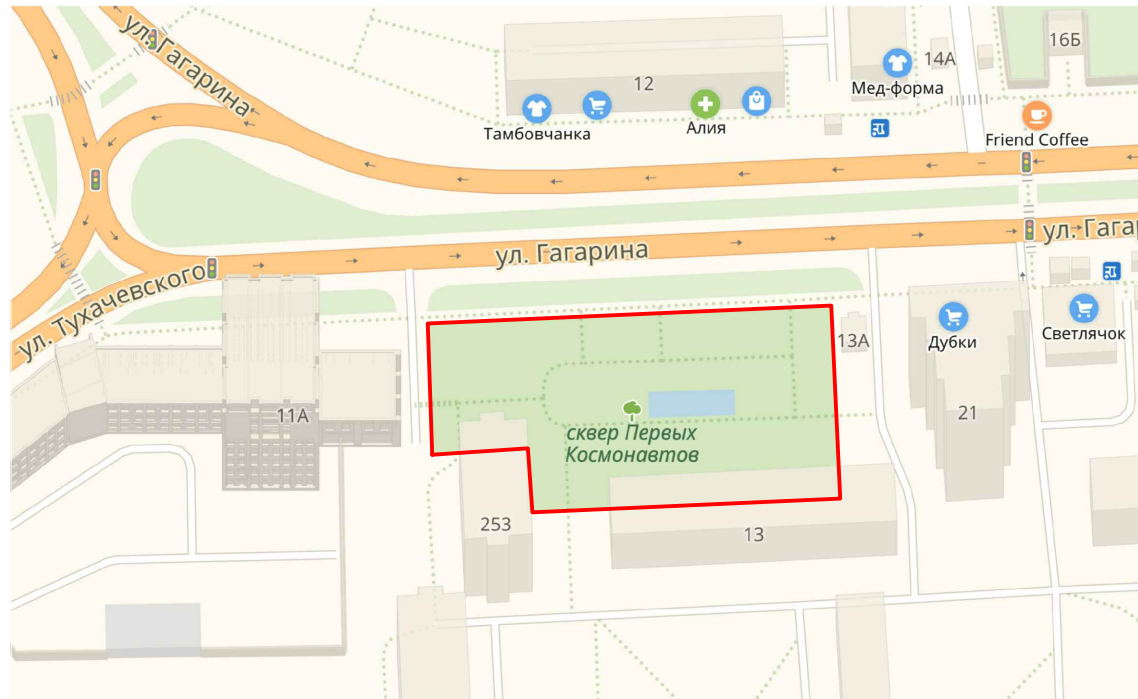 ул. Гагарина
16Б
14А
12
Мед-форма
Тамбовчанка
Алия
Friend Coffee
ул. Гагарина
ул. Гагар
ул. Тухачевского
13А
Дубки
Светлячок
11А
21
сквер Первых
Космонавтов
253
13